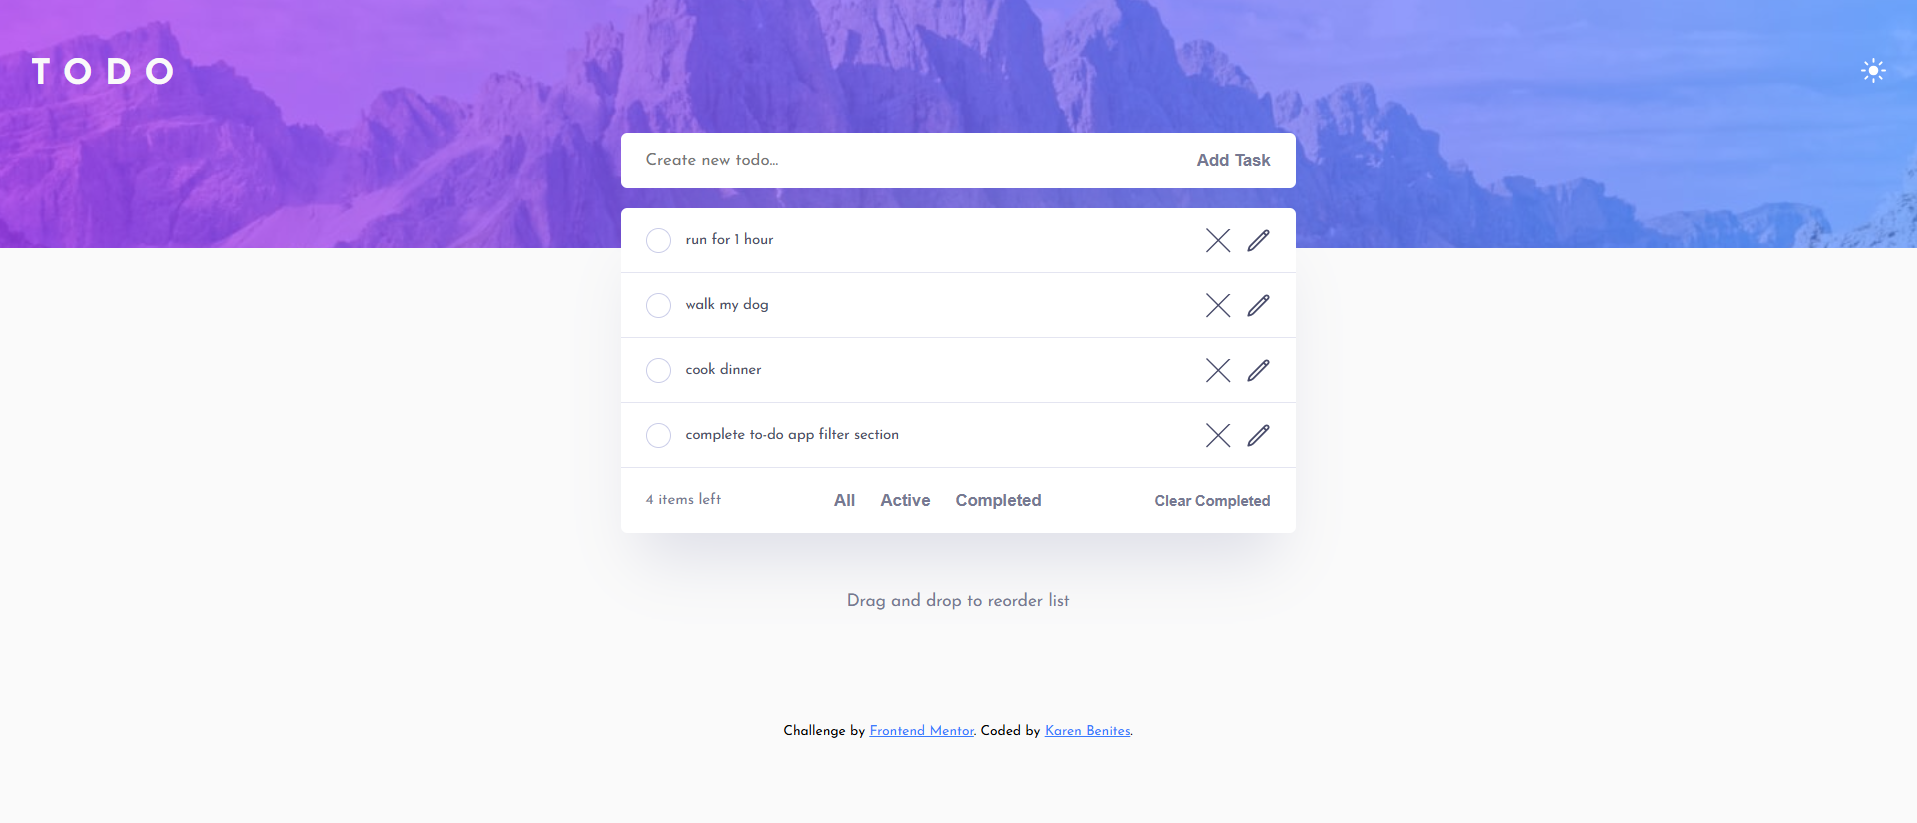 TODO
Create new todo... Add Task
run for 1 hour
walk my dog
cook dinner
complete to-do app filter section
4 items left All Active Completed Clear Completed
Drag and drop to reorder list
Challenge by Frontend Mentor. Coded by Karen Benites.